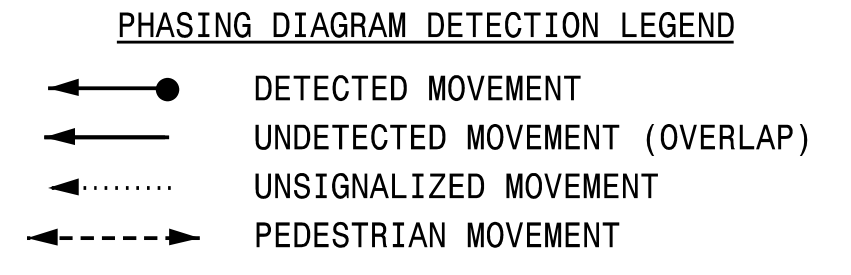 PHASING DIAGRAM DETECTION LEGEND
DETECTED MOVEMENT
UNDETECTED MOVEMENT (OVERLAP)
UNSIGNALIZED MOVEMENT
PEDESTRIAN MOVEMENT